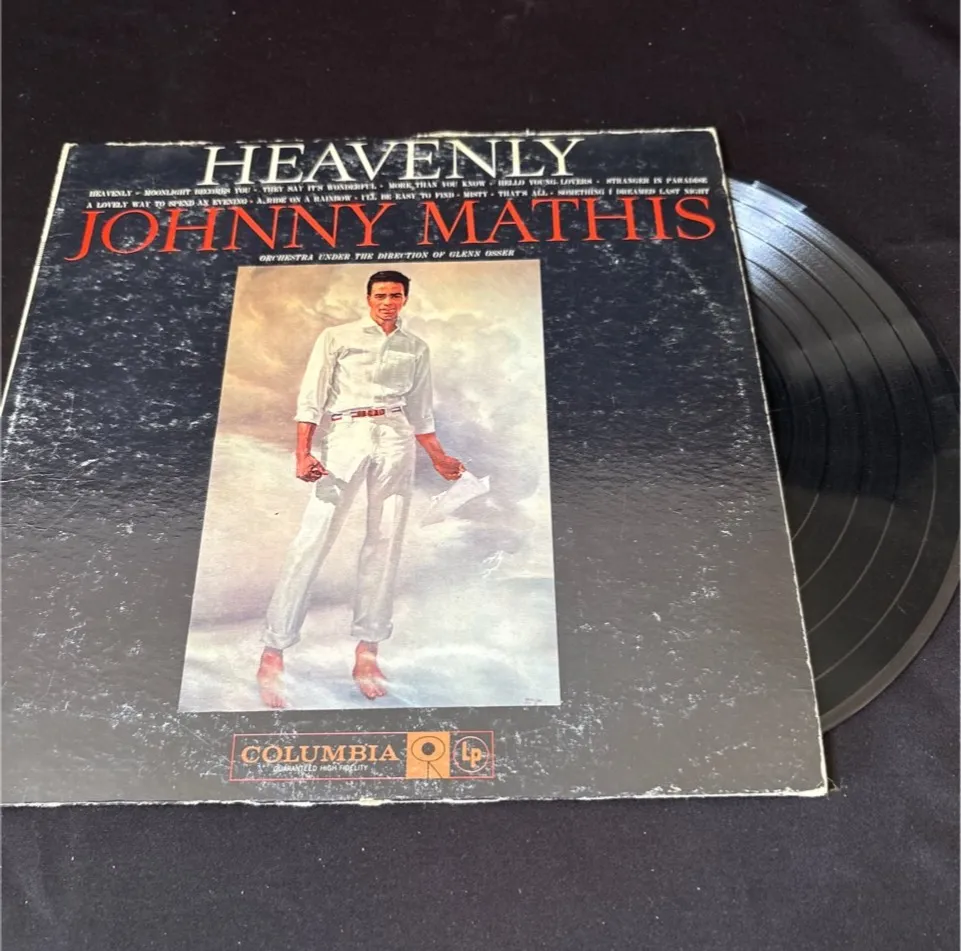 HEAVENLY
HEAVENLY · MOONLIGHT BECOMES YOU · THEY SAY IT'S WONDERFUL · MORE THAN YOU KNOW · HELLO YOUNG LOVERS · STRANGER IN PARADISE
A LOVELY WAY TO SPEND AN EVENING · A RIDE ON A RAINBOW · I'LL BE EASY TO FIND · MISTY · THAT'S ALL · SOMETHING I DREAMED LAST NIGHT
JOHNNY MATHIS
ORCHESTRA UNDER THE DIRECTION OF GLENN OSSER
COLUMBIA Lp
GUARANTEED HIGH FIDELITY